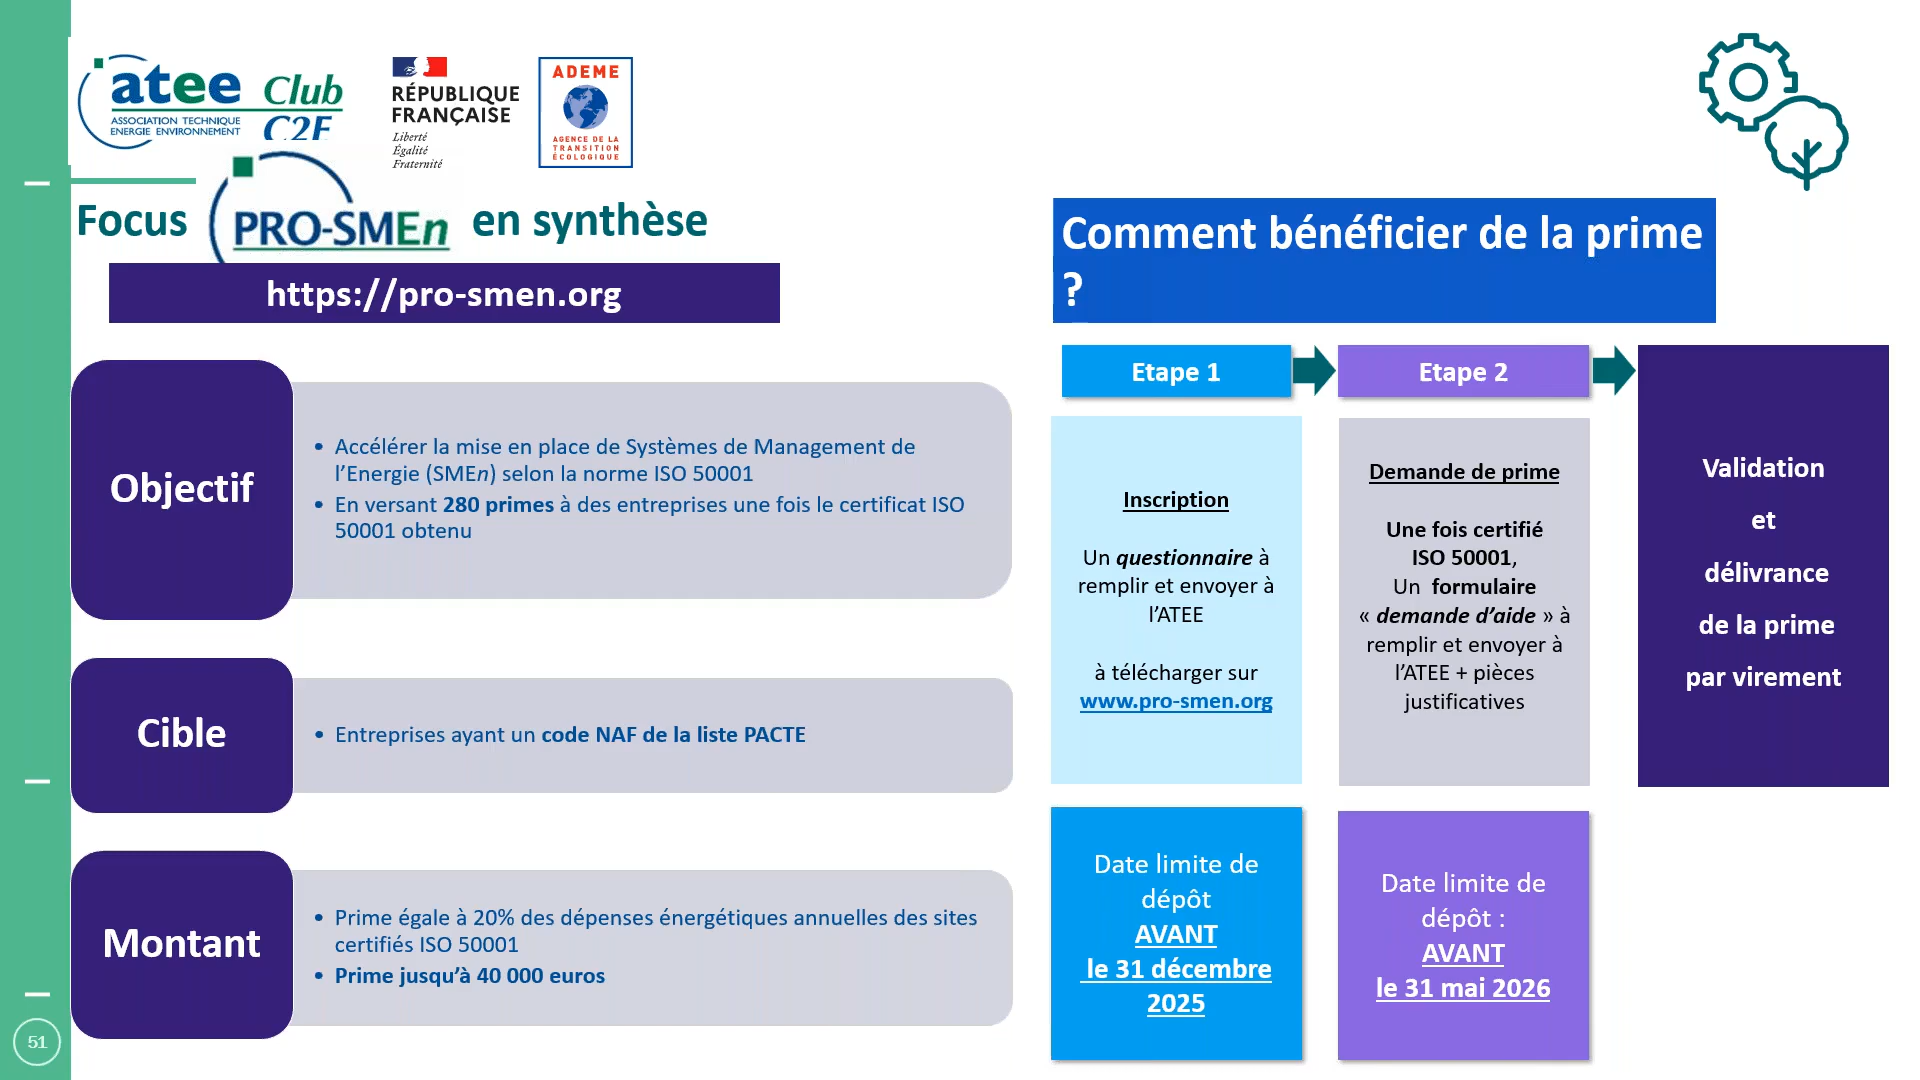 atee Club
ASSOCIATION TECHNIQUE
ENERGIE ENVIRONNEMENT
C2E
RÉPUBLIQUE
FRANÇAISE
Liberté
Égalité
Fraternité
ADEME
AGENCE DE LA
TRANSITION
ÉCOLOGIQUE
Focus PRO-SMEn en synthèse
https://pro-smen.org
Objectif
• Accélérer la mise en place de Systèmes de Management de
l’Energie (SMEn) selon la norme ISO 50001
• En versant 280 primes à des entreprises une fois le certificat ISO
50001 obtenu
Cible
• Entreprises ayant un code NAF de la liste PACTE
Montant
• Prime égale à 20% des dépenses énergétiques annuelles des sites
certifiés ISO 50001
• Prime jusqu’à 40 000 euros
Comment bénéficier de la prime
?
Etape 1
Inscription
Un questionnaire à
remplir et envoyer à
l’ATEE
à télécharger sur
www.pro-smen.org
Date limite de
dépôt
AVANT
le 31 décembre
2025
Etape 2
Demande de prime
Une fois certifié
ISO 50001,
Un formulaire
« demande d’aide » à
remplir et envoyer à
l’ATEE + pièces
justificatives
Date limite de
dépôt :
AVANT
le 31 mai 2026
Validation
et
délivrance
de la prime
par virement
51